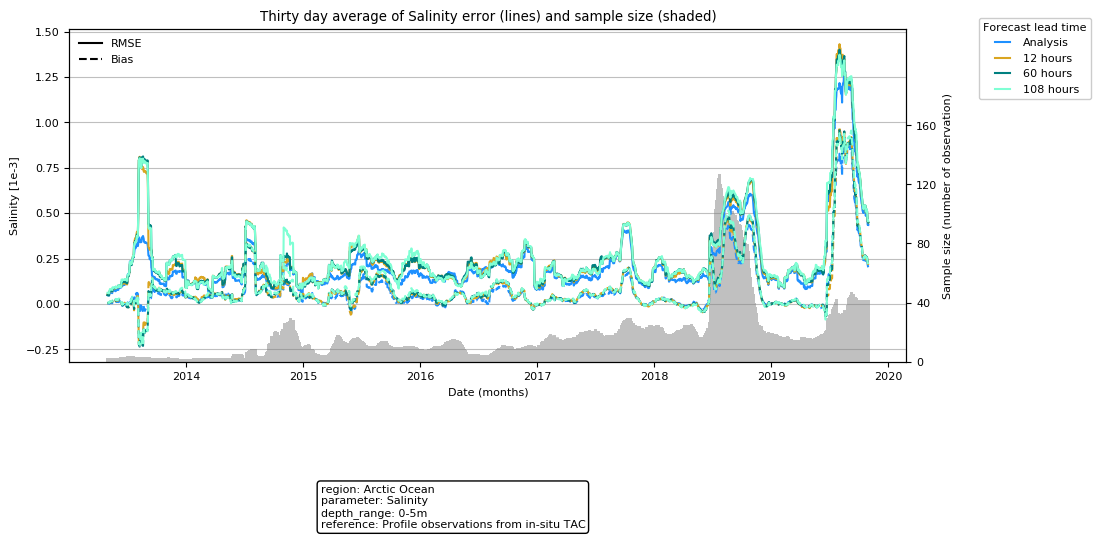 Thirty day average of Salinity error (lines) and sample size (shaded)
Forecast lead time
Analysis
12 hours
60 hours
108 hours
RMSE
Bias
1.50
1.25
1.00
0.75
0.50
0.25
0.00
−0.25
Salinity [1e-3]
160
120
80
40
0
Sample size (number of observation)
2014 2015 2016 2017 2018 2019 2020
Date (months)
region: Arctic Ocean
parameter: Salinity
depth_range: 0-5m
reference: Profile observations from in-situ TAC